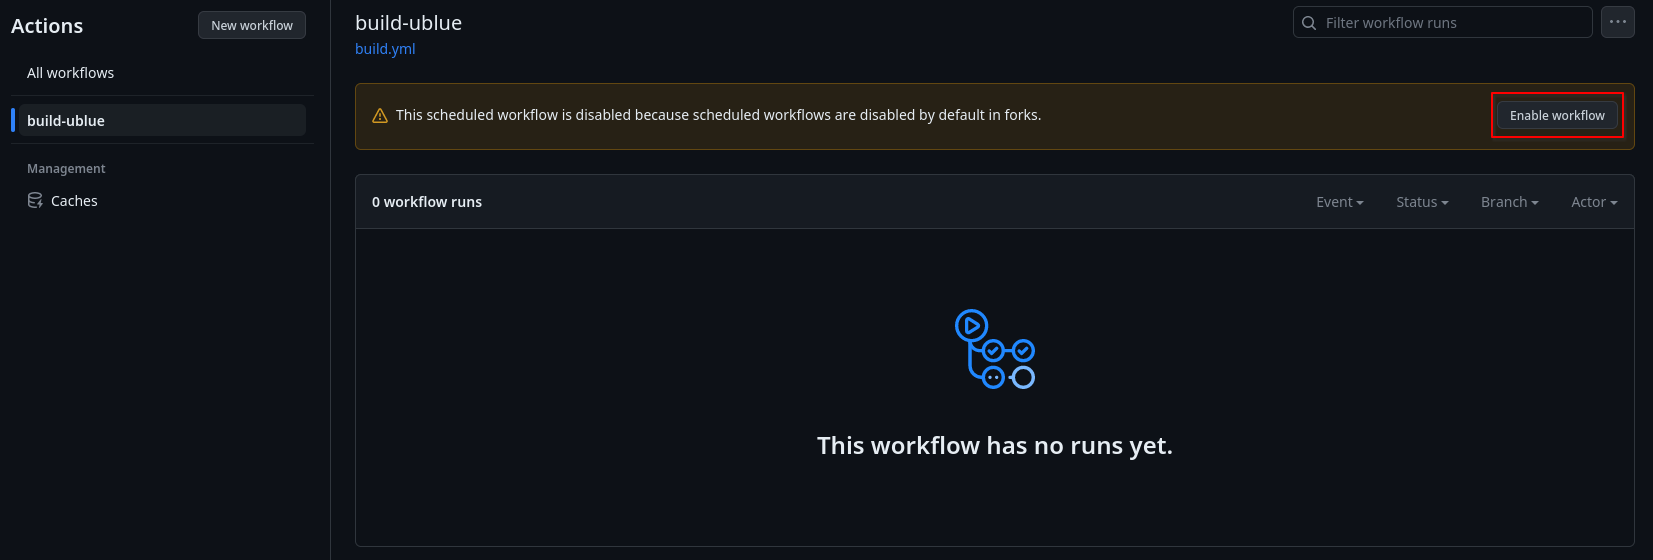 Actions
New workflow
All workflows
build-ublue
Management
Caches
build-ublue
build.yml
Filter workflow runs
This scheduled workflow is disabled because scheduled workflows are disabled by default in forks.
Enable workflow
0 workflow runs
Event
Status
Branch
Actor
This workflow has no runs yet.